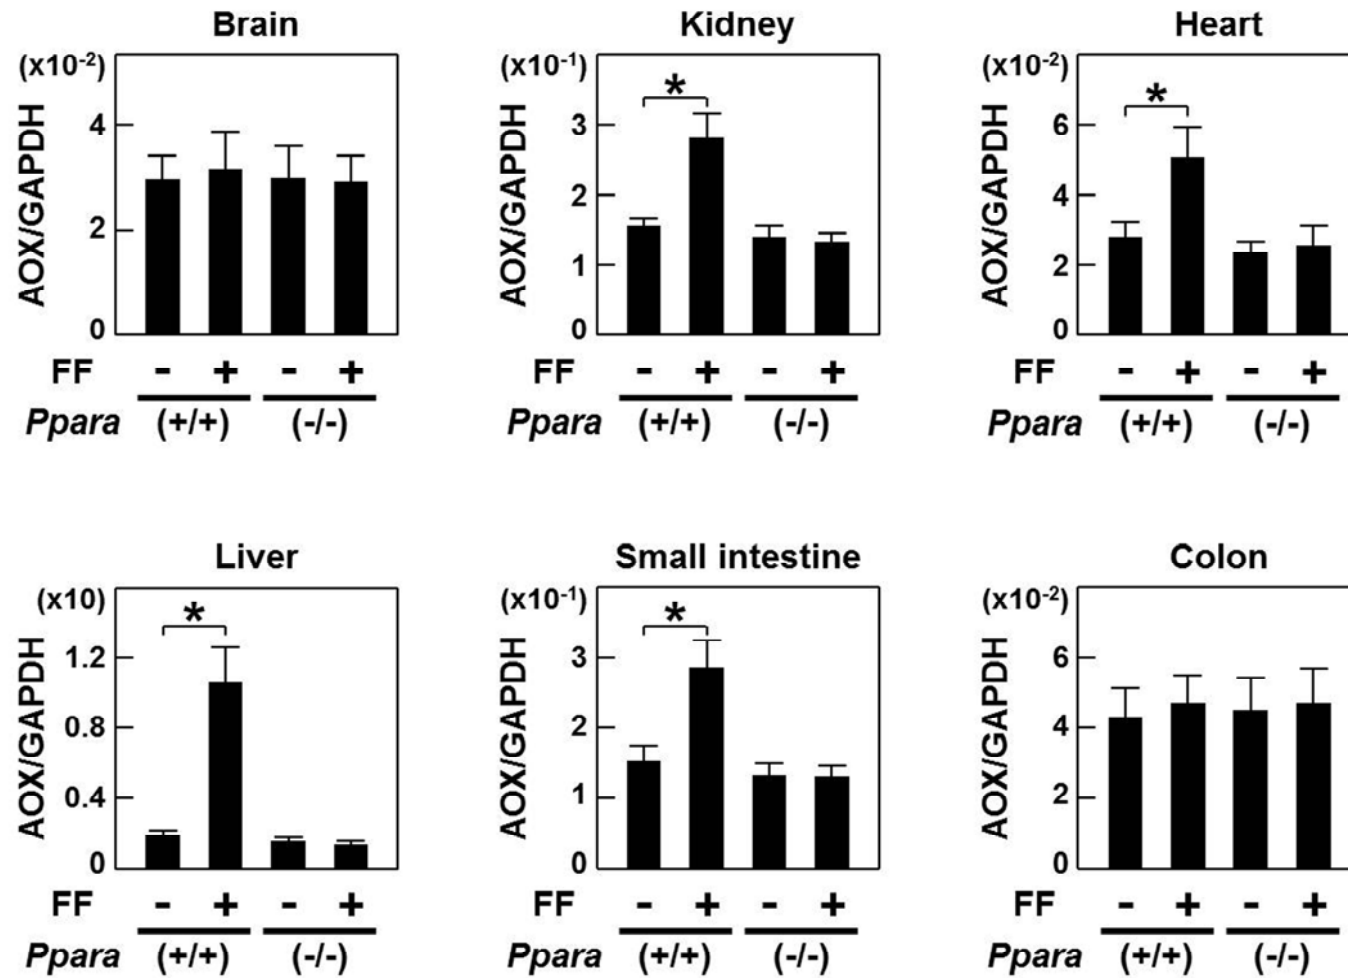 Brain
(x10-2)
AOX/GAPDH
4
2
0
FF - + - +
Ppara (+/+) (-/-)
Kidney
(x10-1)
AOX/GAPDH
3
2
1
0
*
FF - + - +
Ppara (+/+) (-/-)
Heart
(x10-2)
AOX/GAPDH
6
4
2
0
*
FF - + - +
Ppara (+/+) (-/-)
Liver
(x10)
AOX/GAPDH
1.2
0.8
0.4
0
*
FF - + - +
Ppara (+/+) (-/-)
Small intestine
(x10-1)
AOX/GAPDH
3
2
1
0
*
FF - + - +
Ppara (+/+) (-/-)
Colon
(x10-2)
AOX/GAPDH
6
4
2
0
FF - + - +
Ppara (+/+) (-/-)